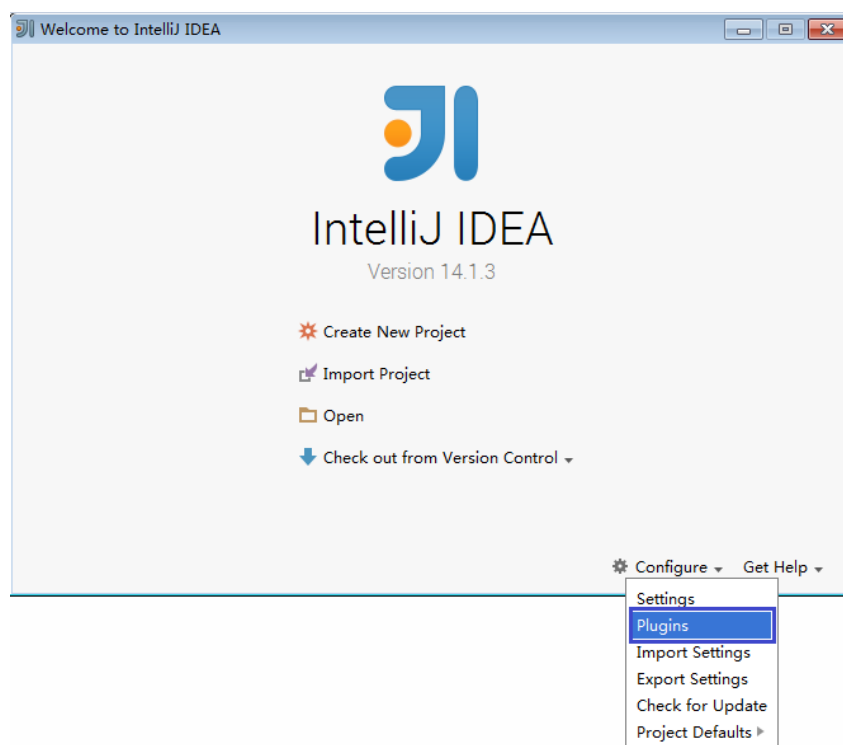 Welcome to IntelliJ IDEA
IntelliJ IDEA
Version 14.1.3
Create New Project
Import Project
Open
Check out from Version Control
Configure Get Help
Settings
Plugins
Import Settings
Export Settings
Check for Update
Project Defaults